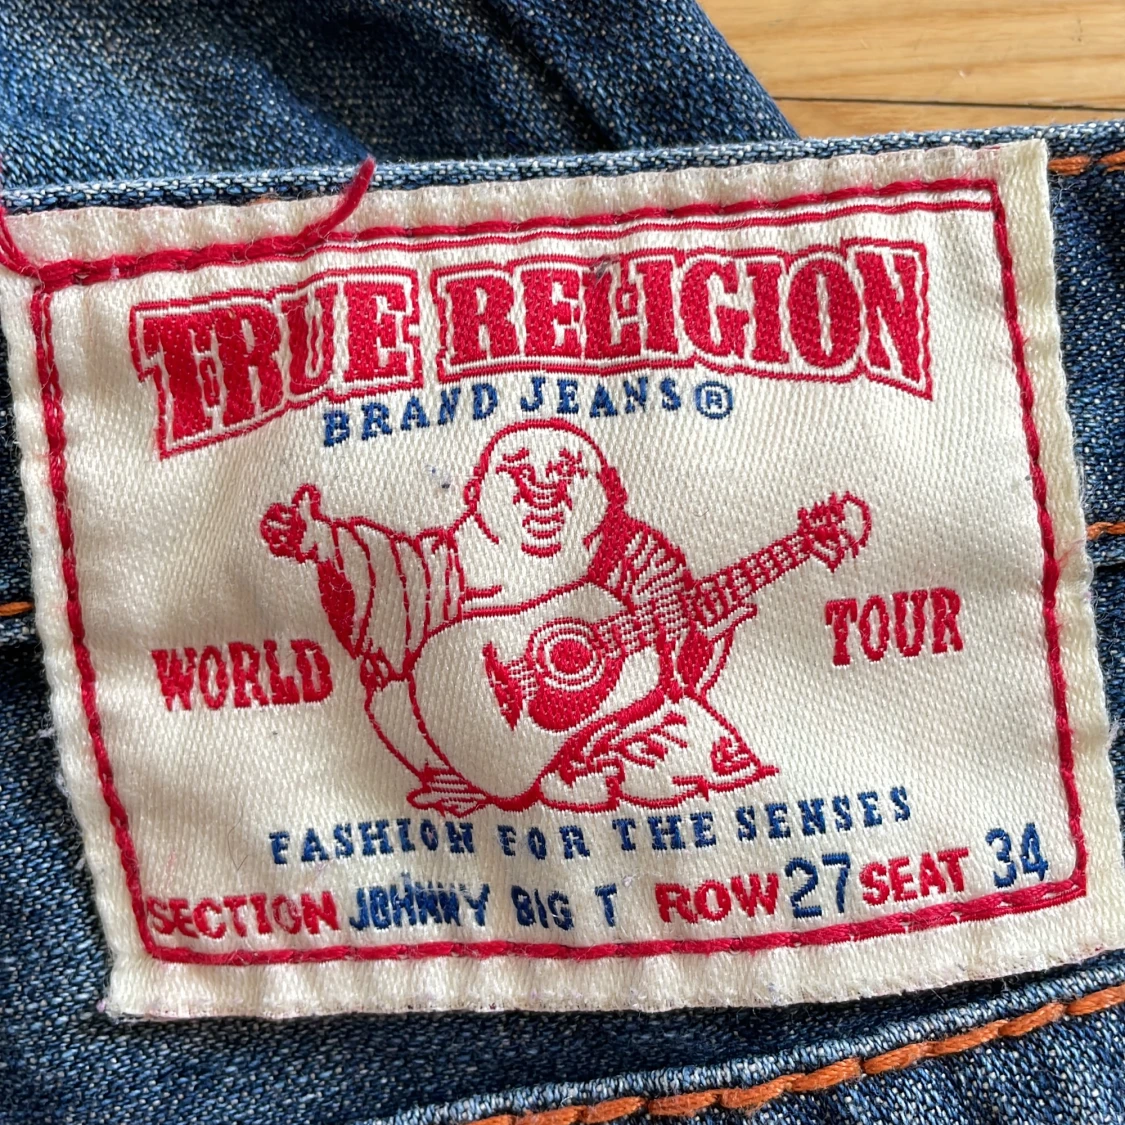 TRUE RELIGION
BRAND JEANS®
WORLD TOUR
FASHION FOR THE SENSES
SECTION JOHNNY BIG T ROW 27 SEAT 34